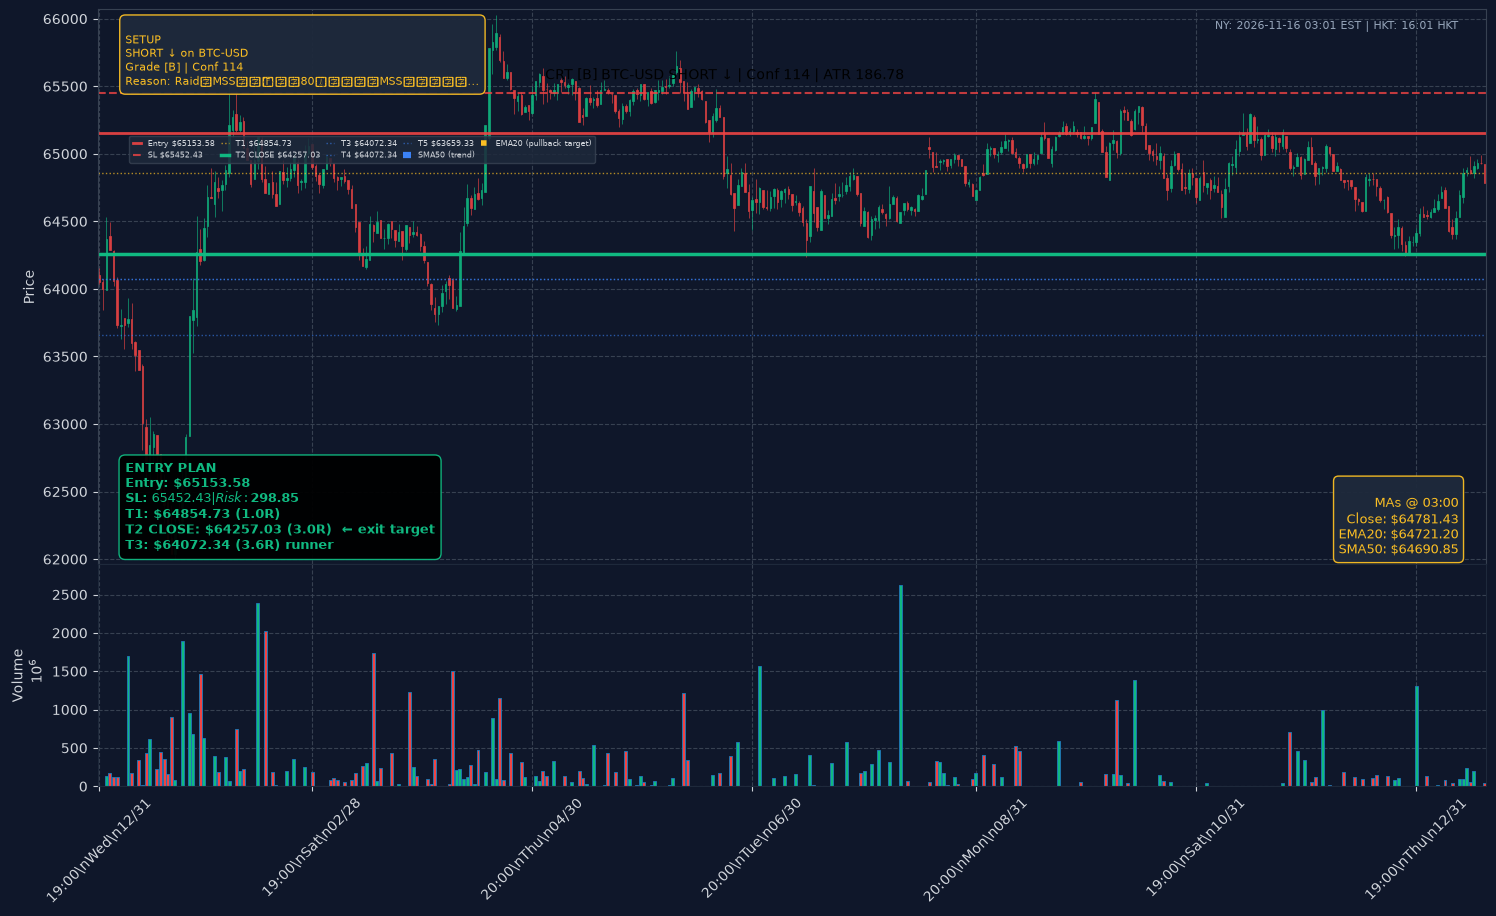 NY: 2026-11-16 03:01 EST | HKT: 16:01 HKT
SETUP
SHORT ↓ on BTC-USD
Grade [B] | Conf 114
Reason: Raid MSS 80 MSS ...
CRT [B] BTC-USD SHORT ↓ | Conf 114 | ATR 186.78
Entry $65153.58
SL $65452.43
T1 $64854.73
T2 CLOSE $64257.03
T3 $64072.34
T4 $64072.34
T5 $63659.33
SMA50 (trend)
EMA20 (pullback target)
66000
65500
65000
64500
64000
63500
63000
62500
62000
Price
ENTRY PLAN
Entry: $65153.58
SL: 65452.43|Risk:298.85
T1: $64854.73 (1.0R)
T2 CLOSE: $64257.03 (3.0R) ← exit target
T3: $64072.34 (3.6R) runner
MAs @ 03:00
Close: $64781.43
EMA20: $64721.20
SMA50: $64690.85
2500
2000
1500
1000
500
0
Volume
10⁶
19:00\nWed\n12/31
19:00\nSat\n02/28
20:00\nThu\n04/30
20:00\nTue\n06/30
20:00\nMon\n08/31
19:00\nSat\n10/31
19:00\nThu\n12/31